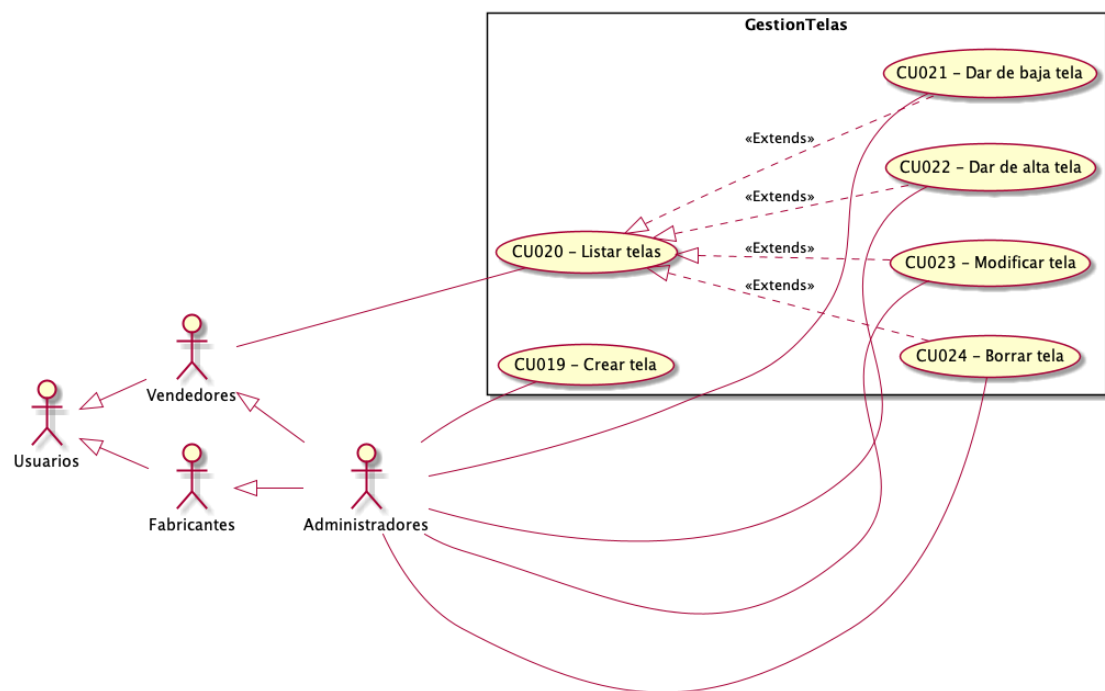 GestionTelas
CU021 – Dar de baja tela
«Extends»
CU022 – Dar de alta tela
«Extends»
CU020 – Listar telas
«Extends»
CU023 – Modificar tela
«Extends»
CU019 – Crear tela
CU024 – Borrar tela
Vendedores
Usuarios
Fabricantes
Administradores